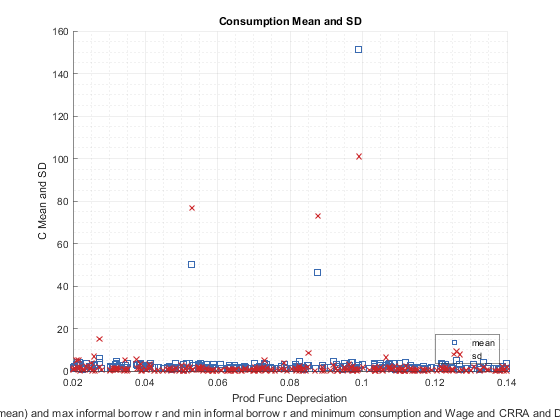 Consumption Mean and SD
160
140
120
100
80
60
40
20
0
C Mean and SD
mean
sd
0.02 0.04 0.06 0.08 0.1 0.12 0.14
Prod Func Depreciation
mean) and max informal borrow r and min informal borrow r and minimum consumption and Wage and CRRA and